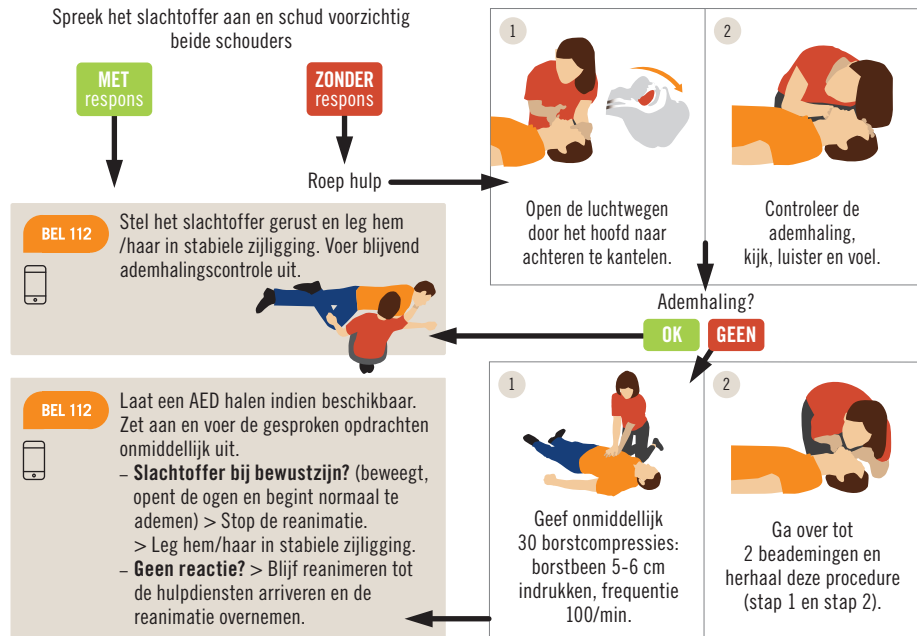 Spreek het slachtoffer aan en schud voorzichtig
beide schouders
MET
respons
ZONDER
respons
Roep hulp
1
Open de luchtwegen
door het hoofd naar
achteren te kantelen.
2
Controleer de
ademhaling,
kijk, luister en voel.
BEL 112
Stel het slachtoffer gerust en leg hem
/haar in stabiele zijligging. Voer blijvend
ademhalingscontrole uit.
Ademhaling?
OK
GEEN
1
Geef onmiddellijk
30 borstcompressies:
borstbeen 5-6 cm
indrukken, frequentie
100/min.
2
Ga over tot
2 beademingen en
herhaal deze procedure
(stap 1 en stap 2).
BEL 112
Laat een AED halen indien beschikbaar.
Zet aan en voer de gesproken opdrachten
onmiddellijk uit.
– Slachtoffer bij bewustzijn? (beweegt,
opent de ogen en begint normaal te
ademen) > Stop de reanimatie.
> Leg hem/haar in stabiele zijligging.
– Geen reactie? > Blijf reanimeren tot
de hulpdiensten arriveren en de
reanimatie overnemen.